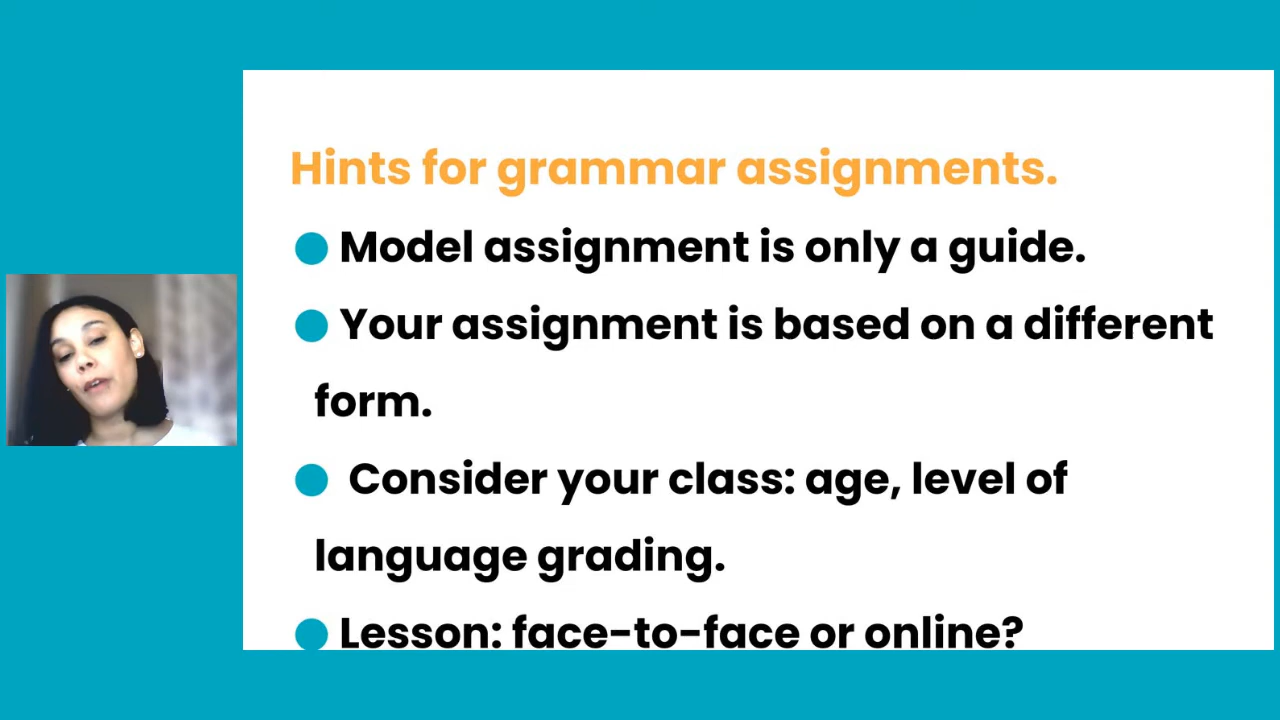 Hints for grammar assignments.
Model assignment is only a guide.
Your assignment is based on a different
form.
Consider your class: age, level of
language grading.
Lesson: face-to-face or online?